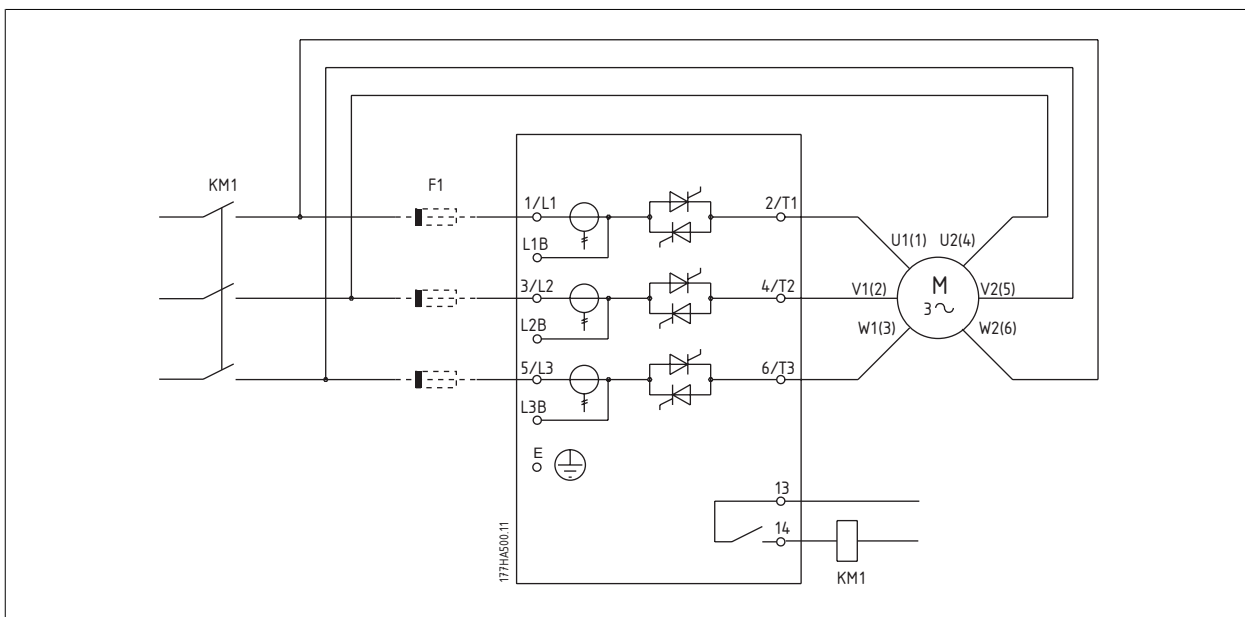 KM1
F1
1/L1
2/T1
L1B
U1(1)
U2(4)
3/L2
4/T2
V1(2)
M
3~
V2(5)
L2B
W1(3)
W2(6)
5/L3
6/T3
L3B
E
13
14
KM1
177HA500.11